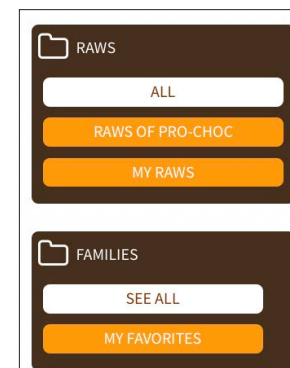 RAWS
ALL
RAWS OF PRO-CHOC
MY RAWS
FAMILIES
SEE ALL
MY FAVORITES